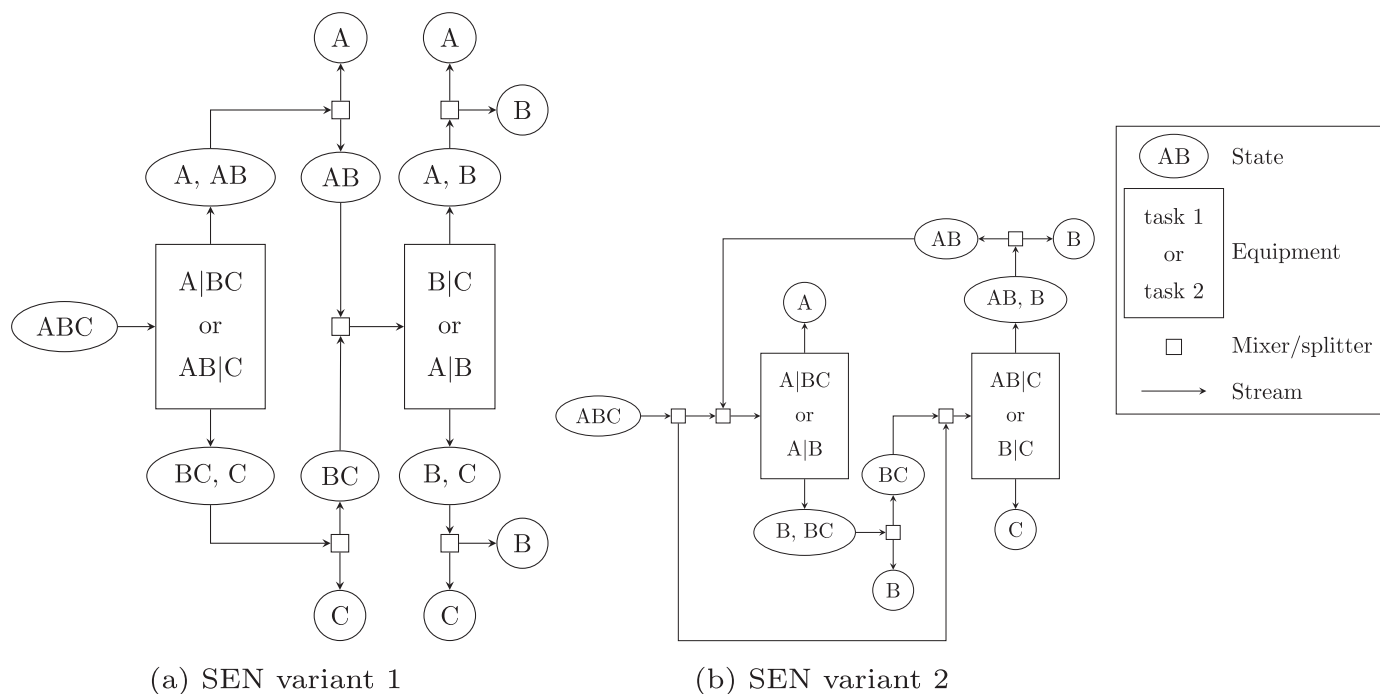 A
A
B
A, AB
AB
A, B
ABC
A|BC
or
AB|C
B|C
or
A|B
BC, C
BC
B, C
B
C
C
(a) SEN variant 1
AB
B
A
AB, B
ABC
A|BC
or
A|B
AB|C
or
B|C
BC
B, BC
C
B
(b) SEN variant 2
AB
State
task 1
or
task 2
Equipment
Mixer/splitter
Stream